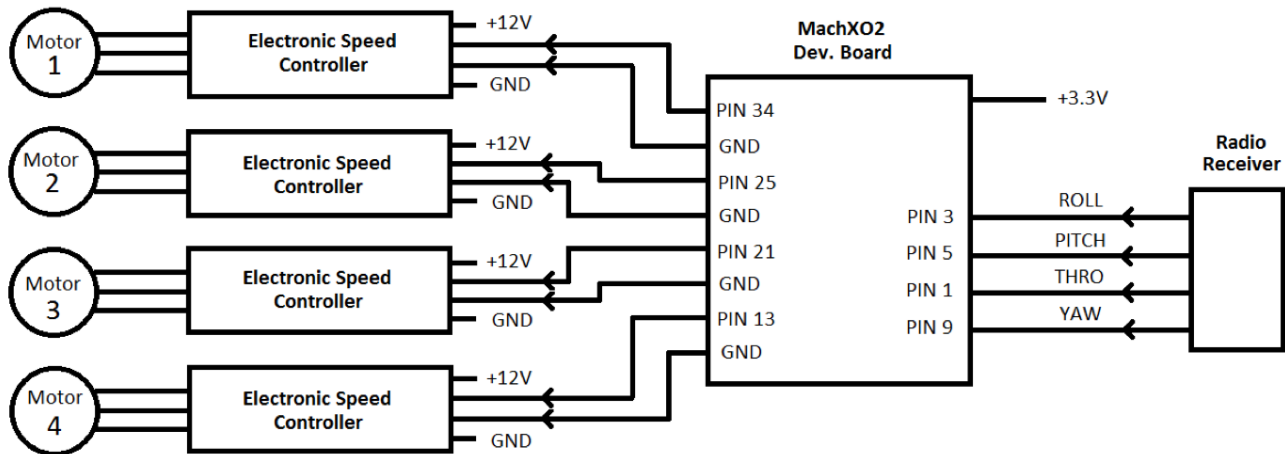 Motor
1
Electronic Speed
Controller
+12V
GND
Motor
2
Electronic Speed
Controller
+12V
GND
Motor
3
Electronic Speed
Controller
+12V
GND
Motor
4
Electronic Speed
Controller
+12V
GND
MachXO2
Dev. Board
PIN 34
GND
PIN 25
GND
PIN 21
GND
PIN 13
GND
+3.3V
PIN 3
PIN 5
PIN 1
PIN 9
ROLL
PITCH
THRO
YAW
Radio
Receiver